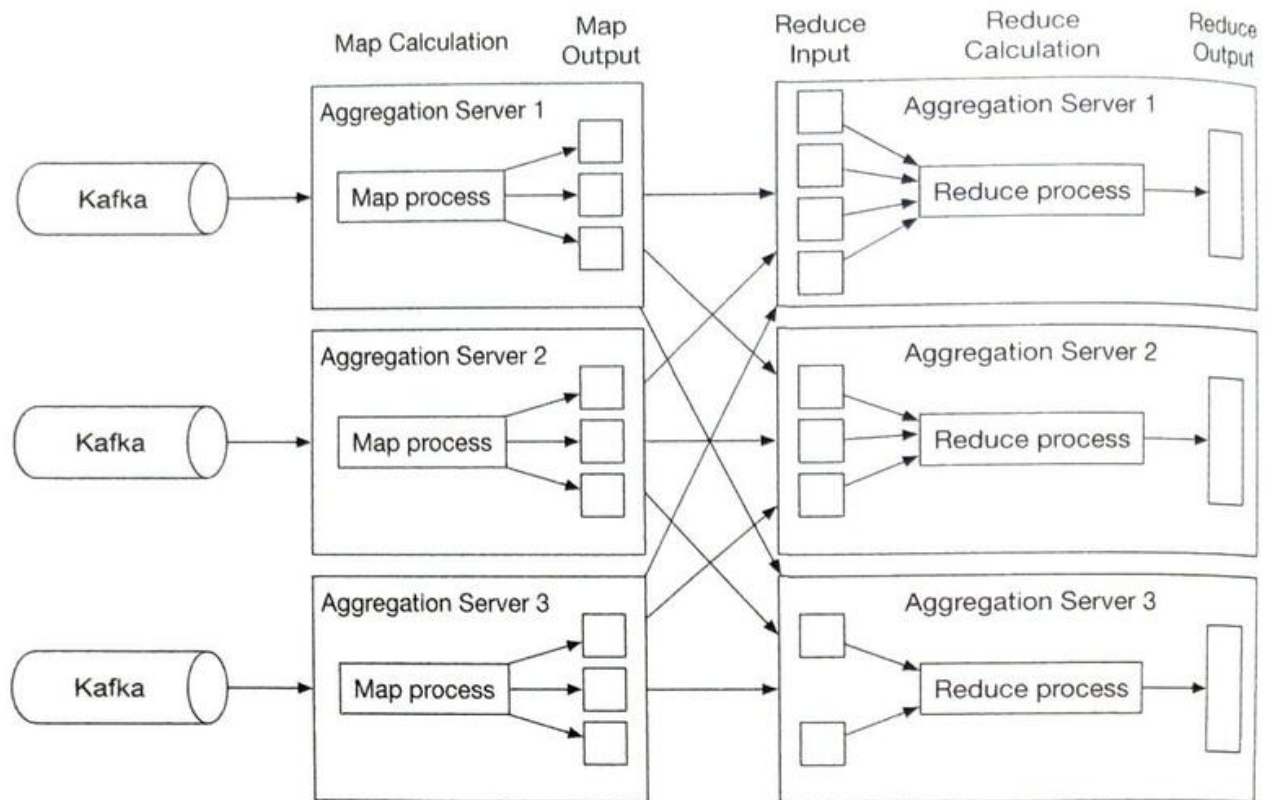 Map Calculation
Map
Output
Reduce
Input
Reduce
Calculation
Reduce
Output
Kafka
Aggregation Server 1
Map process
Aggregation Server 1
Reduce process
Kafka
Aggregation Server 2
Map process
Aggregation Server 2
Reduce process
Kafka
Aggregation Server 3
Map process
Aggregation Server 3
Reduce process